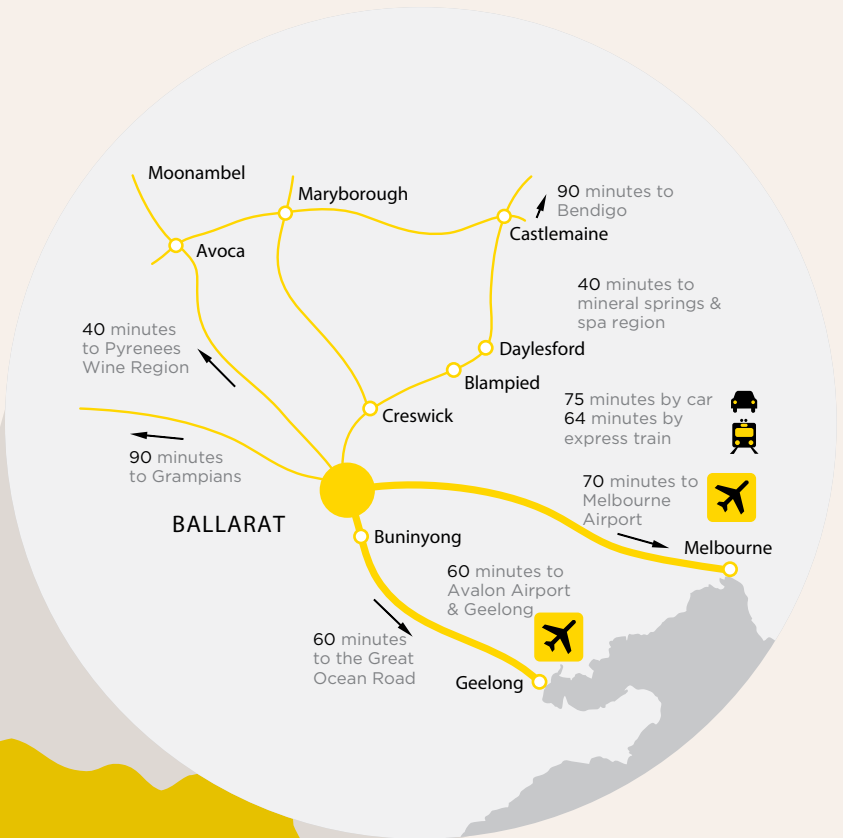 Moonambel
Maryborough
90 minutes to
Bendigo
Castlemaine
Avoca
40 minutes to
mineral springs &
spa region
40 minutes
to Pyrenees
Wine Region
Daylesford
Blampied
75 minutes by car
64 minutes by
express train
Creswick
90 minutes
to Grampians
70 minutes to
Melbourne
Airport
BALLARAT
Buninyong
Melbourne
60 minutes to
Avalon Airport
& Geelong
60 minutes
to the Great
Ocean Road
Geelong